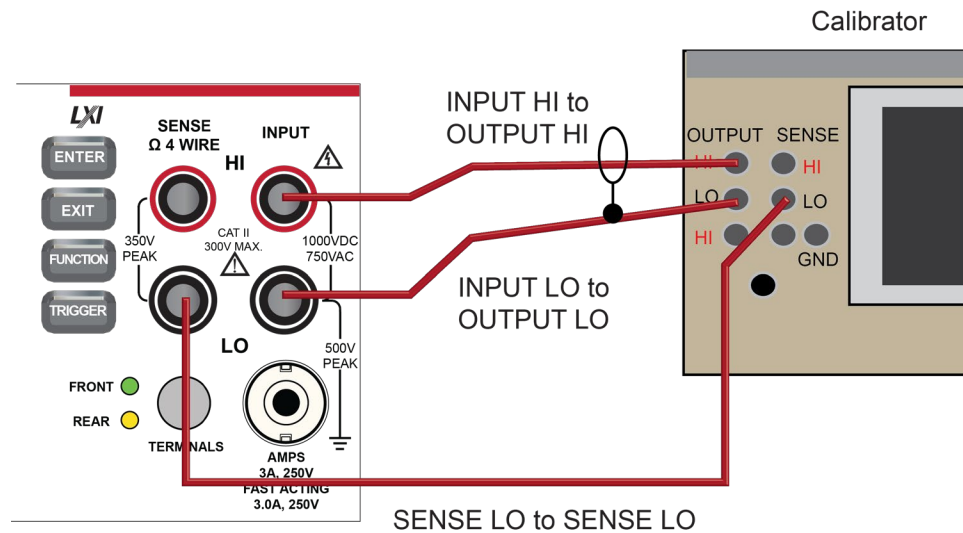 Calibrator
LXI
ENTER
EXIT
FUNCTION
TRIGGER
SENSE
Ω 4 WIRE
INPUT
HI
350V
PEAK
CAT II
300V MAX.
1000VDC
750VAC
LO
500V
PEAK
FRONT
REAR
TERMINALS
AMPS
3A, 250V
FAST ACTING
3.0A, 250V
INPUT HI to
OUTPUT HI
INPUT LO to
OUTPUT LO
SENSE LO to SENSE LO
OUTPUT SENSE
HI HI
LO LO
HI
GND